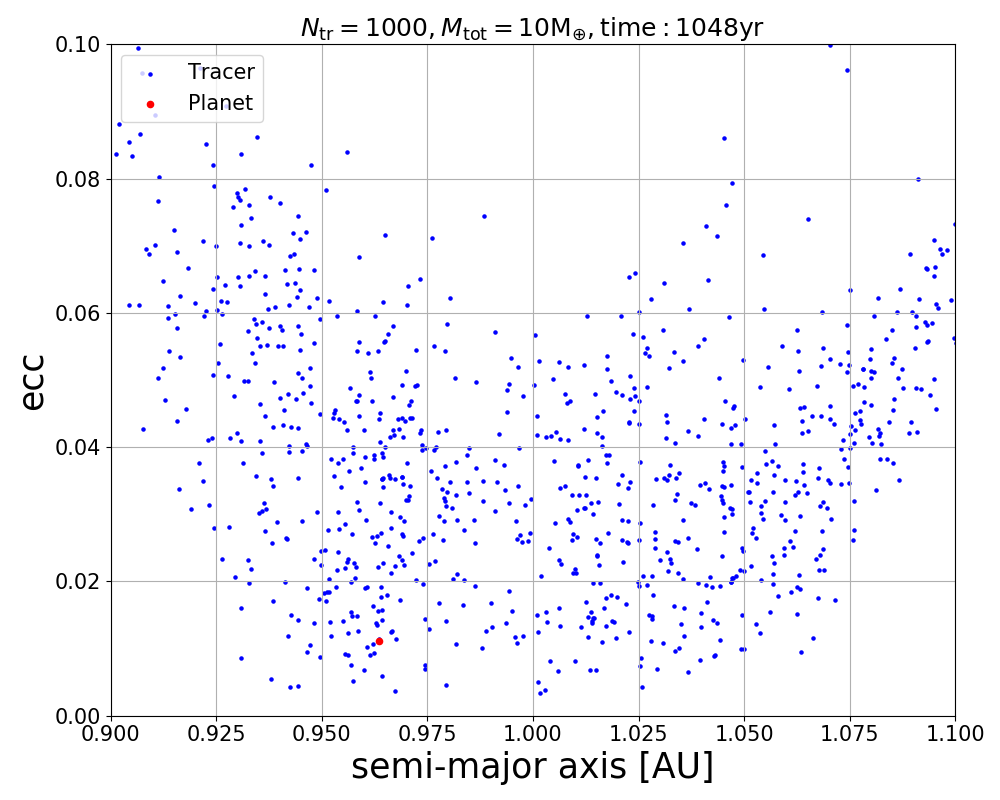 N_tr = 1000, M_tot = 10M_⊕, time : 1048yr
0.10
Tracer
Planet
0.08
0.06
0.04
0.02
0.00
ecc
0.900 0.925 0.950 0.975 1.000 1.025 1.050 1.075 1.100
semi-major axis [AU]